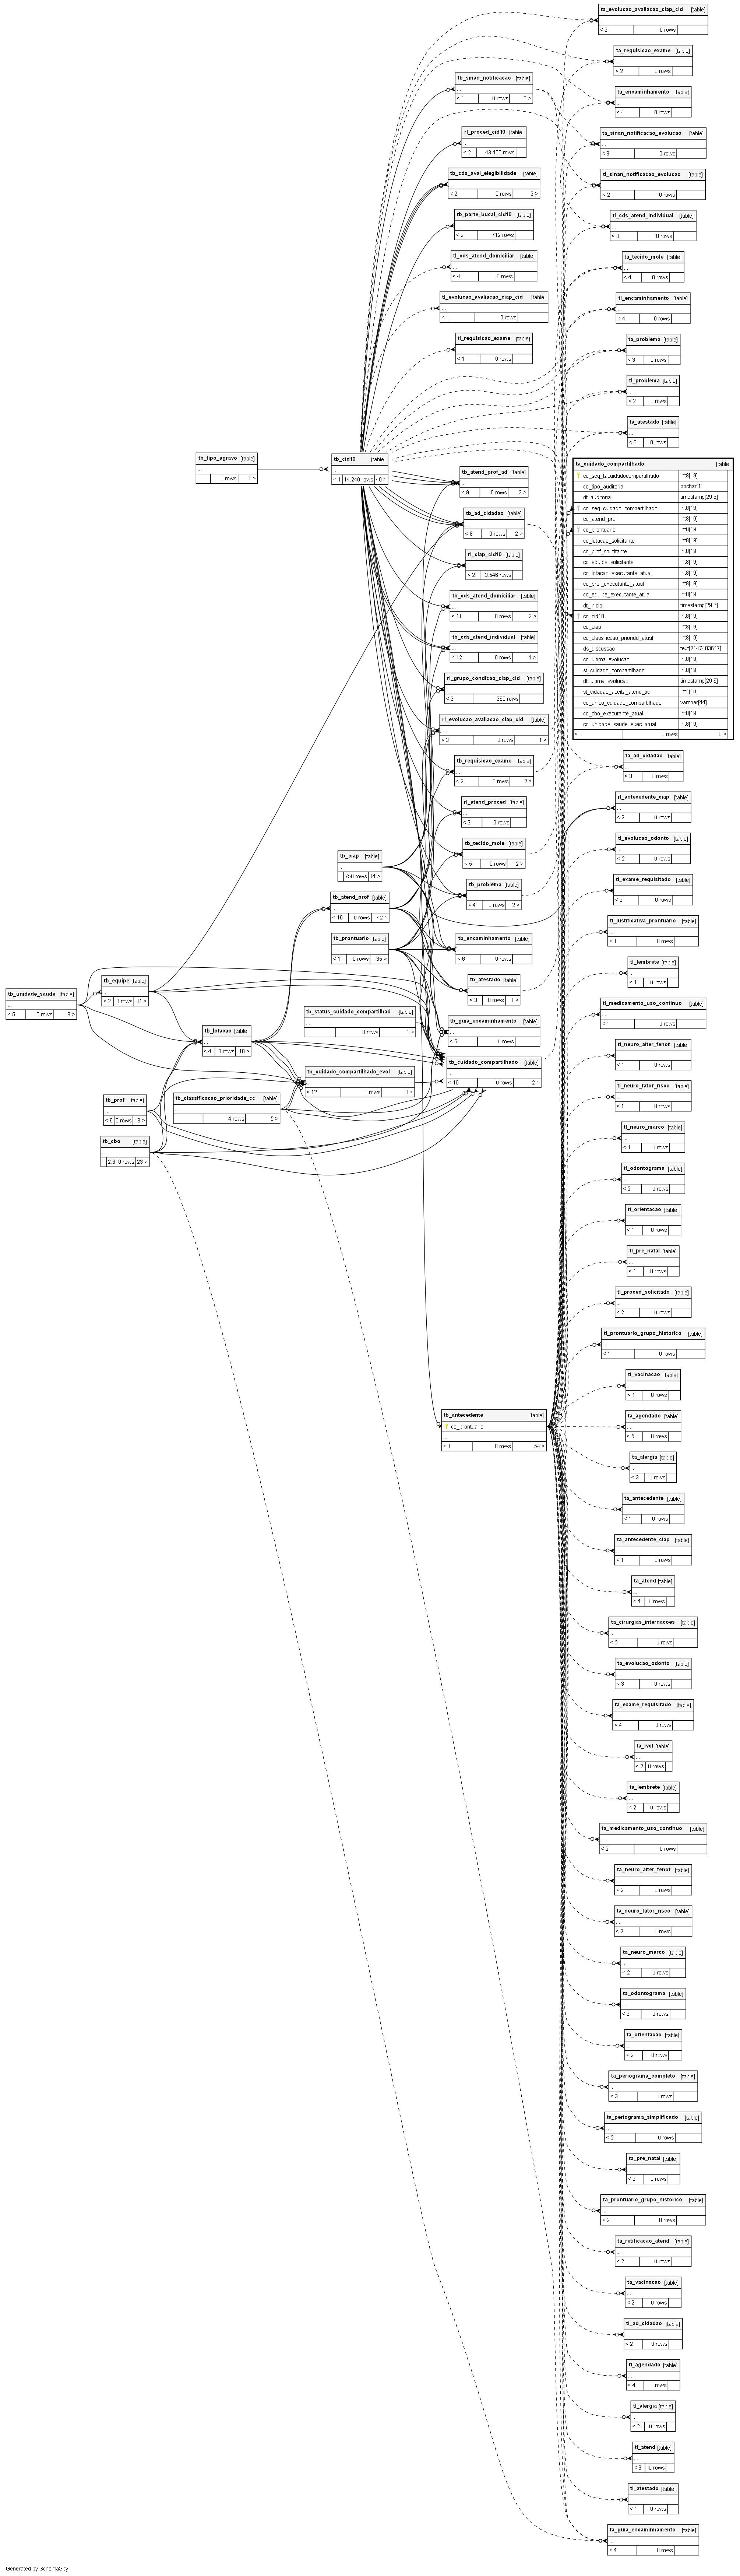 ta_evolucao_avaliacao_ciap_cid [table]
...
< 2 0 rows
ta_requisicao_exame [table]
...
< 2 0 rows
tb_sinan_notificacao [table]
...
< 1 0 rows 3 >
ta_encaminhamento [table]
...
< 4 0 rows
rl_proced_cid10 [table]
...
< 2 143.400 rows
ta_sinan_notificacao_evolucao [table]
...
< 3 0 rows
tb_cds_aval_elegibilidade [table]
...
< 21 0 rows 2 >
tl_sinan_notificacao_evolucao [table]
...
< 2 0 rows
tb_parte_bucal_cid10 [table]
...
< 2 712 rows
tl_cds_atend_individual [table]
...
< 8 0 rows
tl_cds_atend_domiciliar [table]
...
< 4 0 rows
ta_tecido_mole [table]
...
< 4 0 rows
tl_evolucao_avaliacao_ciap_cid [table]
...
< 1 0 rows
tl_encaminhamento [table]
...
< 4 0 rows
tl_requisicao_exame [table]
...
< 1 0 rows
ta_problema [table]
...
< 3 0 rows
tl_problema [table]
...
< 2 0 rows
ta_atestado [table]
...
< 3 0 rows
tb_tipo_agravo [table]
...
0 rows 1 >
tb_cid10 [table]
...
< 1 14.240 rows 40 >
ta_cuidado_compartilhado [table]
co_seq_tacuidadocompartilhado int8[19]
co_tipo_auditoria bpchar[1]
dt_auditoria timestamp[29,6]
co_seq_cuidado_compartilhado int8[19]
co_atend_prof int8[19]
co_prontuario int8[19]
co_lotacao_solicitante int8[19]
co_prof_solicitante int8[19]
co_equipe_solicitante int8[19]
co_lotacao_executante_atual int8[19]
co_prof_executante_atual int8[19]
co_equipe_executante_atual int8[19]
dt_inicio timestamp[29,6]
co_cid10 int8[19]
co_ciap int8[19]
co_classificcao_prioridd_atual int8[19]
ds_discussao text[2147483647]
co_ultima_evolucao int8[19]
st_cuidado_compartilhado int8[19]
dt_ultima_evolucao timestamp[29,6]
st_cidadao_aceita_atend_tic int4[10]
co_unico_cuidado_compartilhado varchar[44]
co_cbo_executante_atual int8[19]
co_unidade_saude_exec_atual int8[19]
< 3 0 rows 0 >
tb_atend_prof_ad [table]
...
< 8 0 rows 3 >
tb_ad_cidadao [table]
...
< 8 0 rows 2 >
rl_ciap_cid10 [table]
...
< 2 3.546 rows
tb_cds_atend_domiciliar [table]
...
< 11 0 rows 2 >
tb_cds_atend_individual [table]
...
< 12 0 rows 4 >
rl_grupo_condicao_ciap_cid [table]
...
< 3 1.360 rows
rl_evolucao_avaliacao_ciap_cid [table]
...
< 3 0 rows 1 >
tb_requisicao_exame [table]
...
< 2 0 rows 2 >
ta_ad_cidadao [table]
...
< 3 0 rows
rl_atend_proced [table]
...
< 3 0 rows
rl_antecedente_ciap [table]
...
< 2 0 rows
tb_tecido_mole [table]
...
< 5 0 rows 2 >
tl_evolucao_odonto [table]
...
< 2 0 rows
tb_ciap [table]
...
750 rows 14 >
tb_problema [table]
...
< 4 0 rows 2 >
tl_exame_requisitado [table]
...
< 3 0 rows
tb_atend_prof [table]
...
< 16 0 rows 42 >
tl_justificativa_prontuario [table]
...
< 1 0 rows
tb_prontuario [table]
...
< 1 0 rows 35 >
tb_encaminhamento [table]
...
< 6 0 rows
tl_lembrete [table]
...
< 1 0 rows
tb_equipe [table]
...
< 2 0 rows 11 >
tb_atestado [table]
...
< 3 0 rows 1 >
tb_unidade_saude [table]
...
< 5 0 rows 19 >
tl_medicamento_uso_continuo [table]
...
< 1 0 rows
tb_status_cuidado_compartilhad [table]
...
0 rows 1 >
tb_guia_encaminhamento [table]
...
< 6 0 rows
tb_lotacao [table]
...
< 4 0 rows 18 >
tl_neuro_alter_fenot [table]
...
< 1 0 rows
tb_cuidado_compartilhado_evol [table]
...
< 12 0 rows 3 >
tb_cuidado_compartilhado [table]
...
< 15 0 rows 2 >
tl_neuro_fator_risco [table]
...
< 1 0 rows
tb_prof [table]
...
< 6 0 rows 13 >
tb_classificacao_prioridade_cc [table]
...
4 rows 5 >
tl_neuro_marco [table]
...
< 1 0 rows
tb_cbo [table]
...
2.610 rows 23 >
tl_odontograma [table]
...
< 2 0 rows
tl_orientacao [table]
...
< 1 0 rows
tl_pre_natal [table]
...
< 1 0 rows
tl_proced_solicitado [table]
...
< 2 0 rows
tl_prontuario_grupo_historico [table]
...
< 1 0 rows
tl_vacinacao [table]
...
< 1 0 rows
tb_antecedente [table]
co_prontuario
...
< 1 0 rows 54 >
ta_agendado [table]
...
< 5 0 rows
ta_alergia [table]
...
< 3 0 rows
ta_antecedente [table]
...
< 1 0 rows
ta_antecedente_ciap [table]
...
< 1 0 rows
ta_atend [table]
...
< 4 0 rows
ta_cirurgias_internacoes [table]
...
< 2 0 rows
ta_evolucao_odonto [table]
...
< 3 0 rows
ta_exame_requisitado [table]
...
< 4 0 rows
ta_ivcf [table]
...
< 2 0 rows
ta_lembrete [table]
...
< 2 0 rows
ta_medicamento_uso_continuo [table]
...
< 2 0 rows
ta_neuro_alter_fenot [table]
...
< 2 0 rows
ta_neuro_fator_risco [table]
...
< 2 0 rows
ta_neuro_marco [table]
...
< 2 0 rows
ta_odontograma [table]
...
< 3 0 rows
ta_orientacao [table]
...
< 2 0 rows
ta_periograma_completo [table]
...
< 3 0 rows
ta_periograma_simplificado [table]
...
< 2 0 rows
ta_pre_natal [table]
...
< 2 0 rows
ta_prontuario_grupo_historico [table]
...
< 2 0 rows
ta_retificacao_atend [table]
...
< 2 0 rows
ta_vacinacao [table]
...
< 2 0 rows
tl_ad_cidadao [table]
...
< 2 0 rows
tl_agendado [table]
...
< 4 0 rows
tl_alergia [table]
...
< 2 0 rows
tl_atend [table]
...
< 3 0 rows
tl_atestado [table]
...
< 1 0 rows
ta_guia_encaminhamento [table]
...
< 4 0 rows
Generated by SchemaSpy